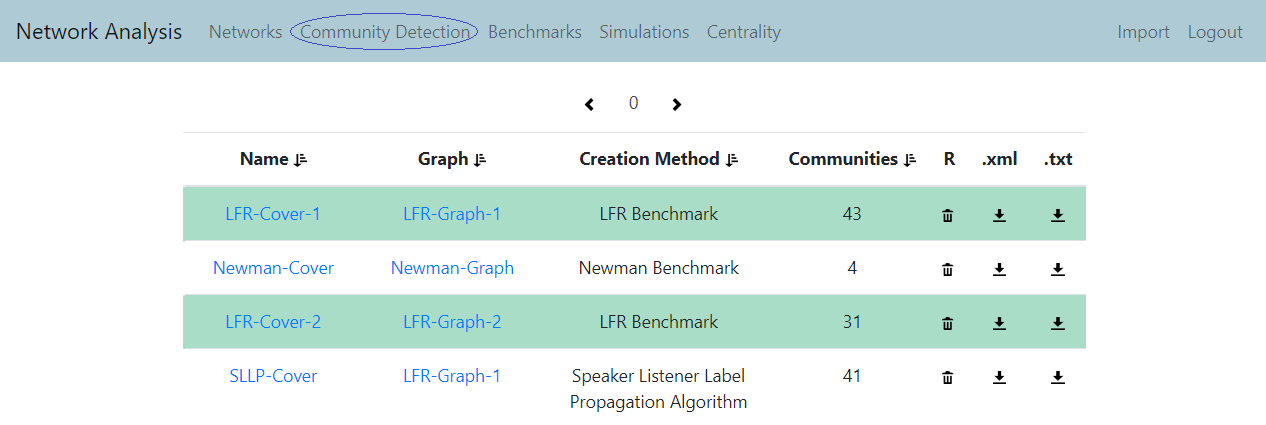 Network Analysis Networks Community Detection Benchmarks Simulations Centrality Import Logout
0
Name Graph Creation Method Communities R .xml .txt
LFR-Cover-1 LFR-Graph-1 LFR Benchmark 43
Newman-Cover Newman-Graph Newman Benchmark 4
LFR-Cover-2 LFR-Graph-2 LFR Benchmark 31
SLLP-Cover LFR-Graph-1 Speaker Listener Label 41
Propagation Algorithm